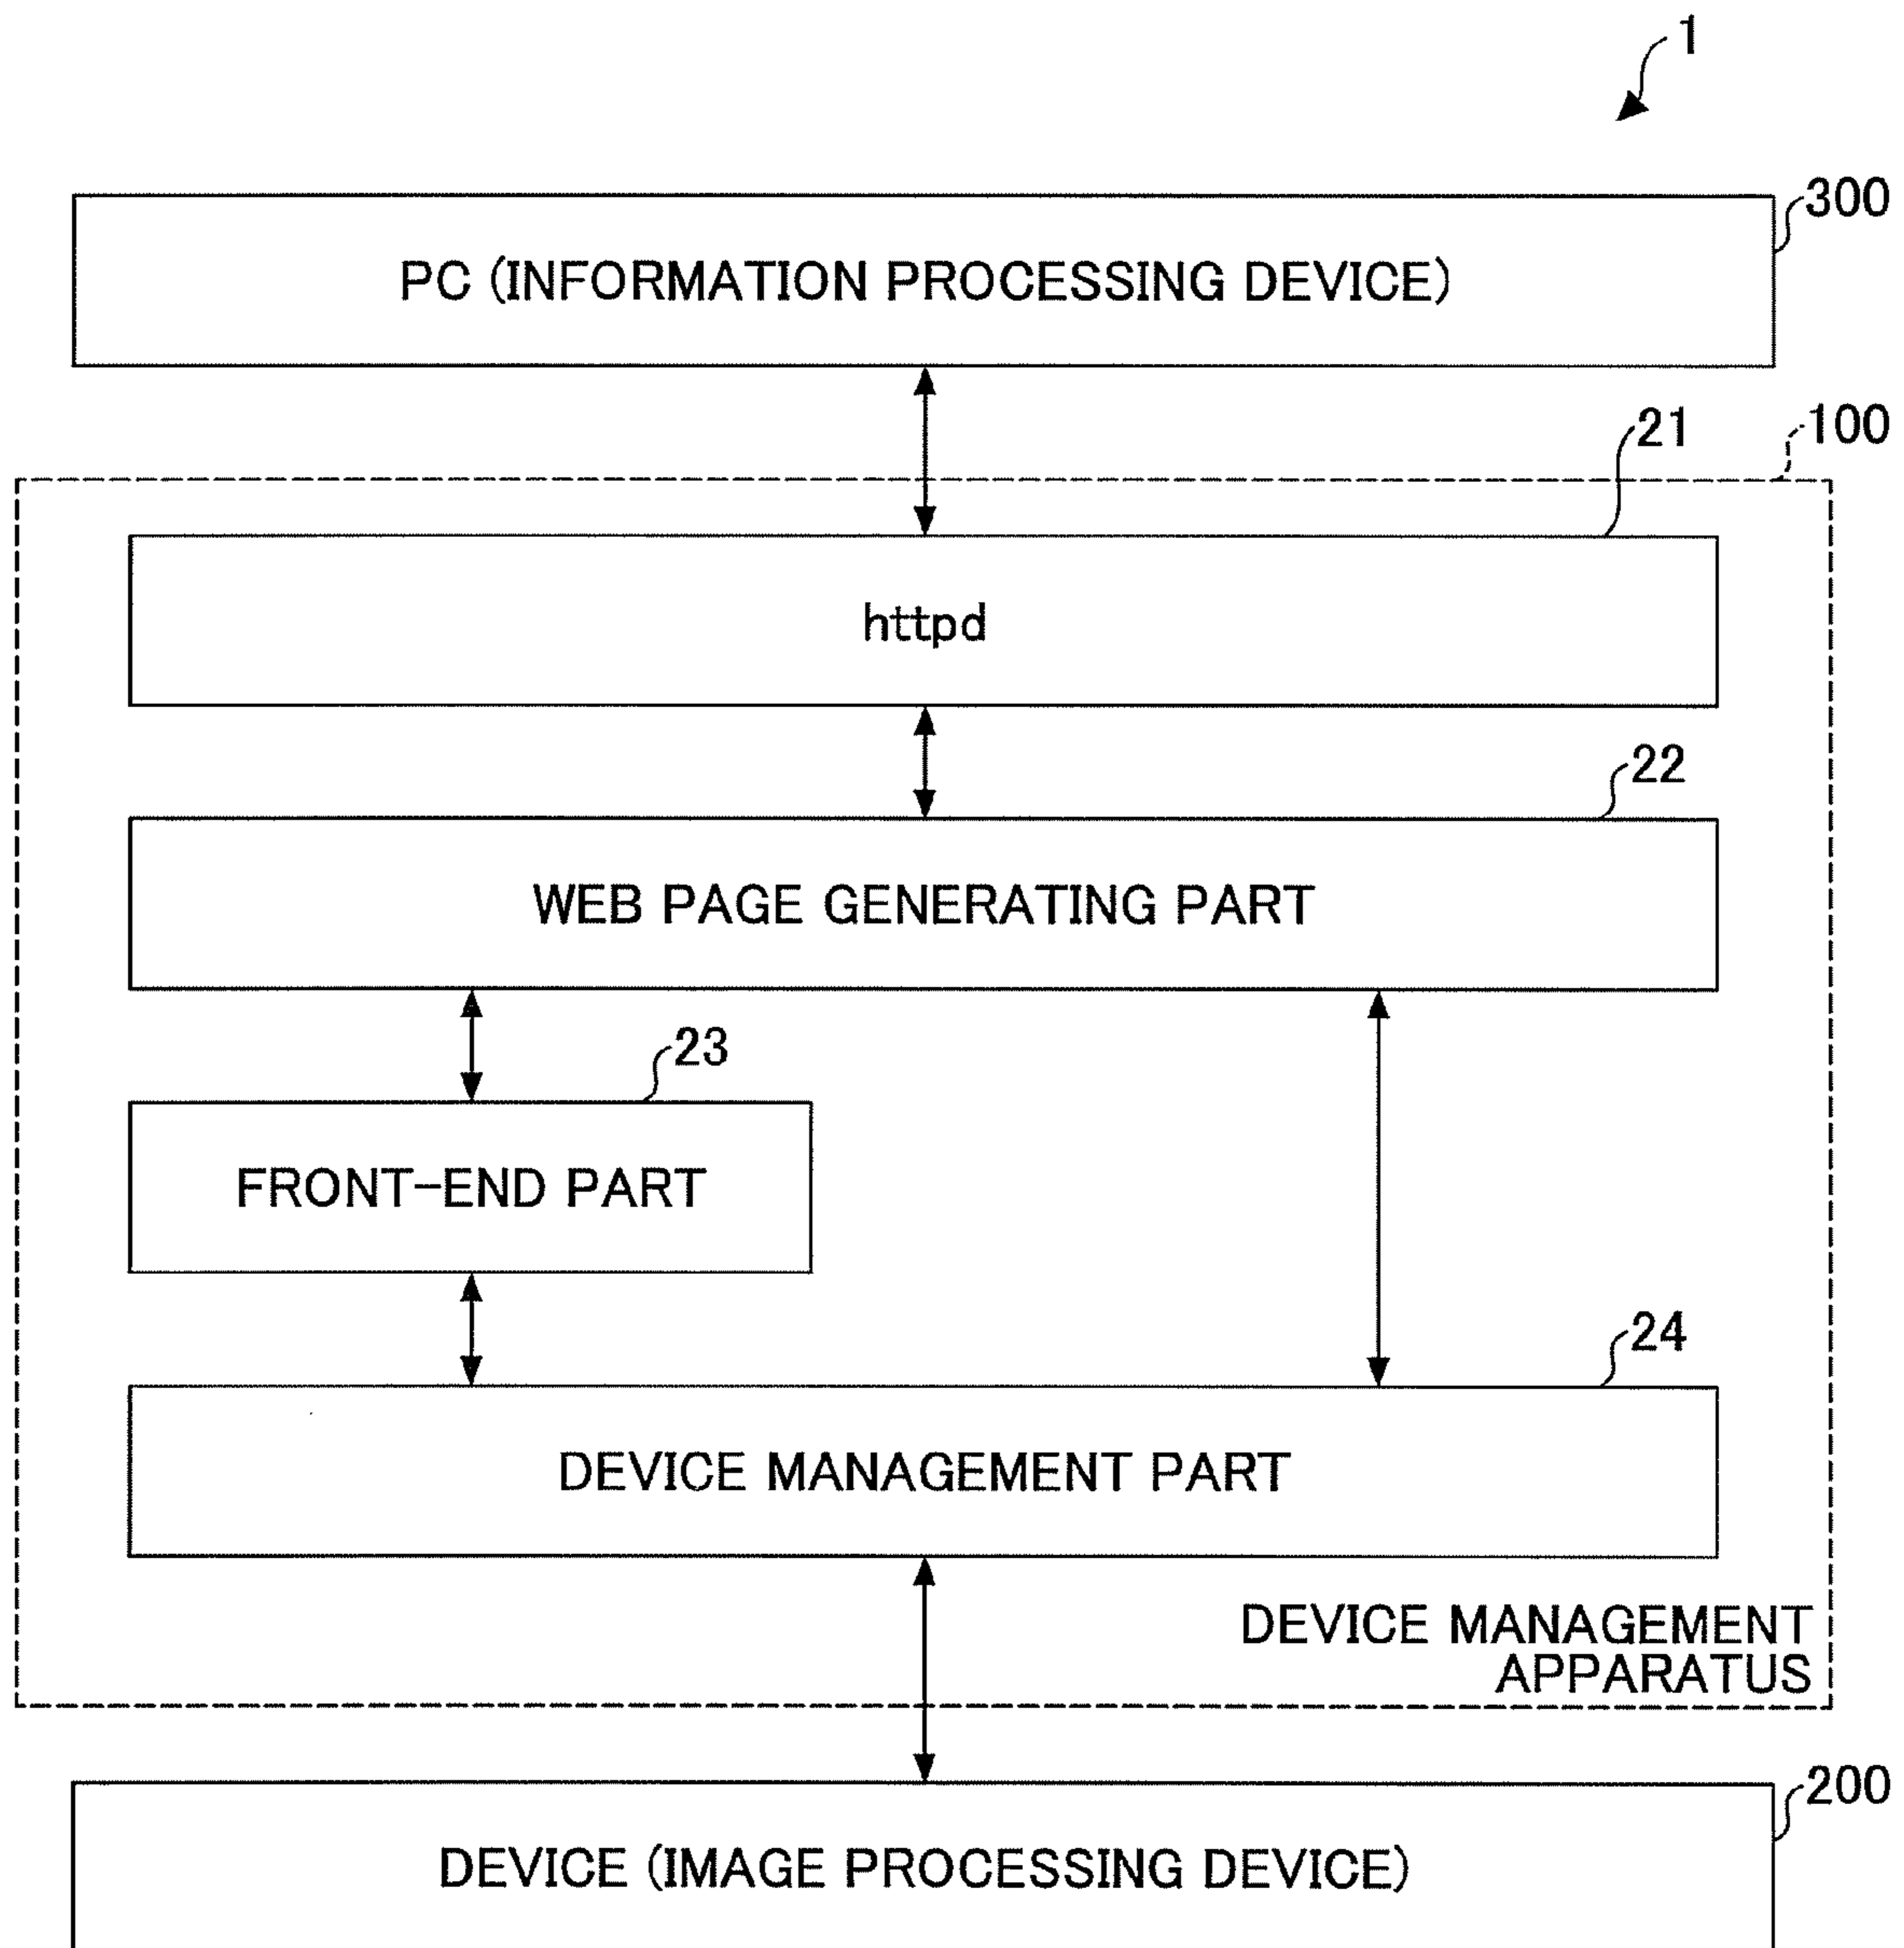 1
300
PC (INFORMATION PROCESSING DEVICE)
21
100
httpd
22
WEB PAGE GENERATING PART
23
FRONT-END PART
24
DEVICE MANAGEMENT PART
DEVICE MANAGEMENT
APPARATUS
200
DEVICE (IMAGE PROCESSING DEVICE)